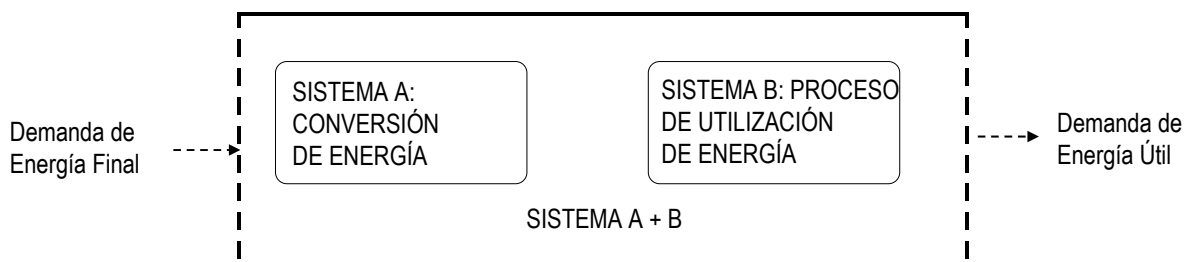 SISTEMA A:
CONVERSIÓN
DE ENERGÍA
SISTEMA B: PROCESO
DE UTILIZACIÓN
DE ENERGÍA
Demanda de
Energía Final
Demanda de
Energía Útil
SISTEMA A + B